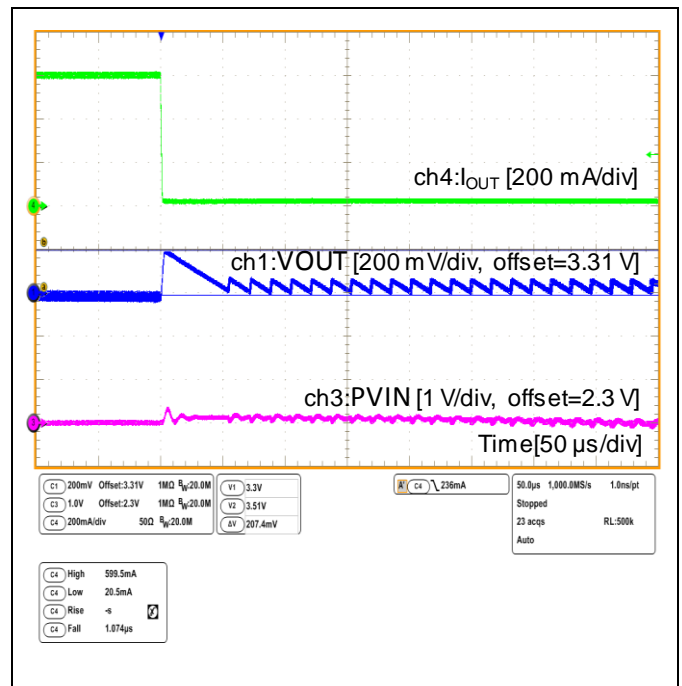 ch4:IOUT [200 mA/div]
ch1:VOUT [200 mV/div, offset=3.31 V]
ch3:PVIN [1 V/div, offset=2.3 V]
Time[50 µs/div]
C1 200mV Offset:3.31V 1MΩ BW:20.0M
C3 1.0V Offset:2.3V 1MΩ BW:20.0M
C4 200mA/div 50Ω BW:20.0M
V1 3.3V
V2 3.51V
ΔV 207.4mV
A' C4 236mA
50.0µs 1,000.0MS/s 1.0ns/pt
Stopped
23 acqs RL:500k
Auto
C4 High 599.5mA
C4 Low 20.5mA
C4 Rise -s
C4 Fall 1.074µs